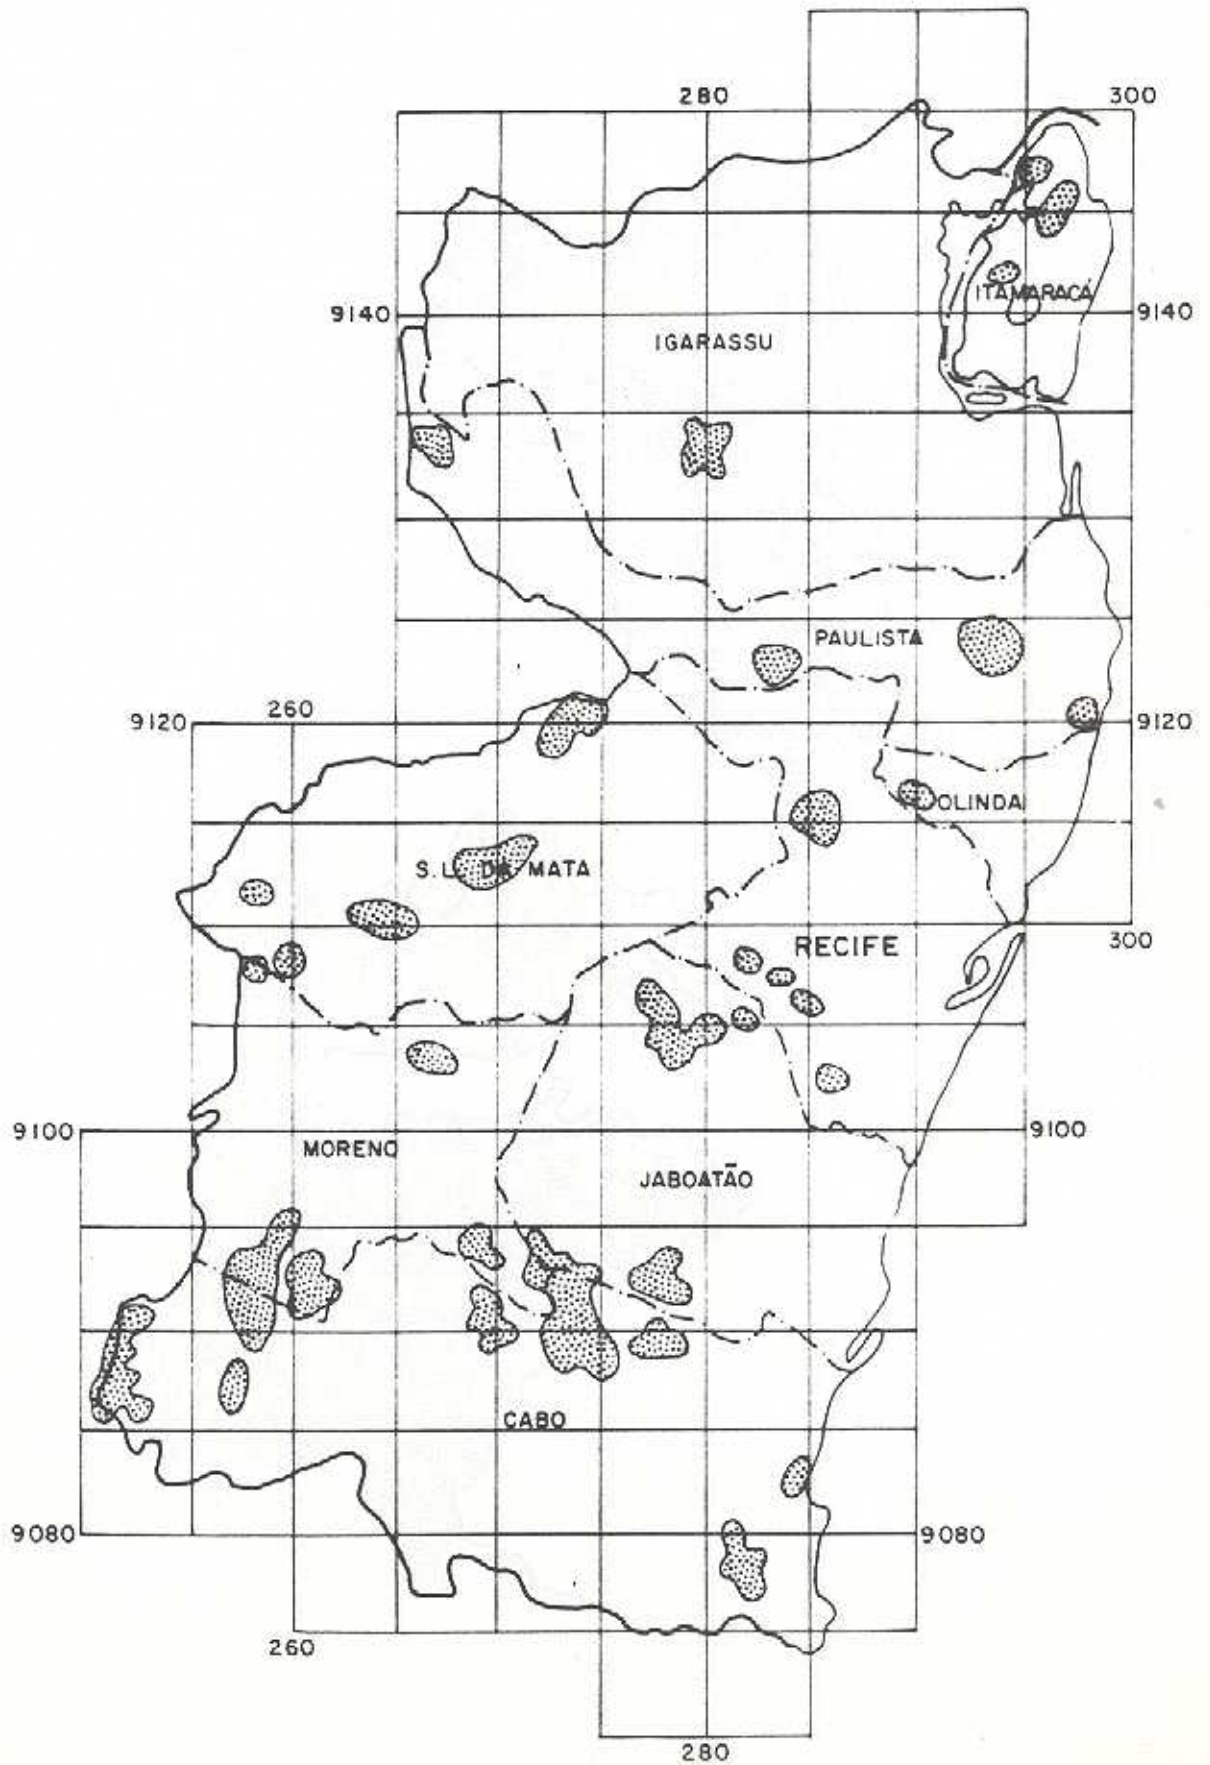 280 300
ITAMARACÁ
9140 9140
IGARASSU
PAULISTA
9120 260 9120
OLINDA
S.L. DA MATA
RECIFE 300
9100 9100
MORENO
JABOATÃO
CABO
9080 9080
260
280